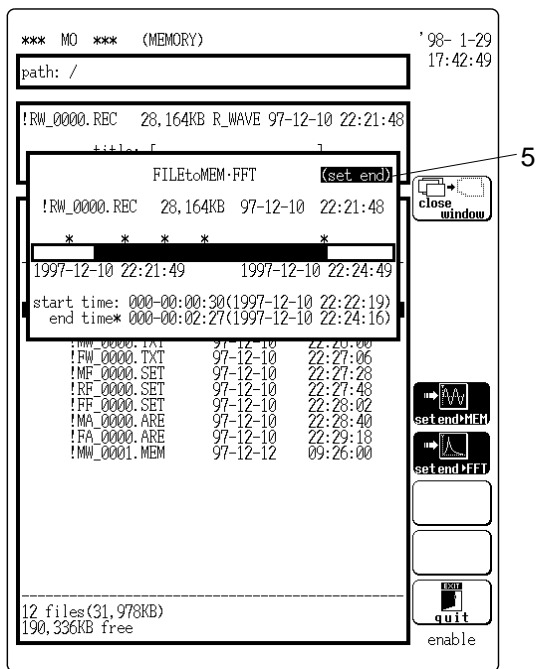 *** MO *** (MEMORY)
'98- 1-29
17:42:49
path: /
!RW_0000.REC 28,164KB R_WAVE 97-12-10 22:21:48
title: [ ]
FILEtoMEM·FFT (set end)
5
!RW_0000.REC 28,164KB 97-12-10 22:21:48
* * * * *
1997-12-10 22:21:49 1997-12-10 22:24:49
start time: 000-00:00:30(1997-12-10 22:22:19)
end time* 000-00:02:27(1997-12-10 22:24:16)
!FW_0000.TXT 97-12-10 22:27:06
!MF_0000.SET 97-12-10 22:27:28
!RF_0000.SET 97-12-10 22:27:48
!FF_0000.SET 97-12-10 22:28:02
!MA_0000.ARE 97-12-10 22:28:40
!FA_0000.ARE 97-12-10 22:29:18
!MW_0001.MEM 97-12-12 09:26:00
12 files(31,978KB)
190,336KB free
close window
set end▸MEM
set end▸FFT
EXIT
quit
enable